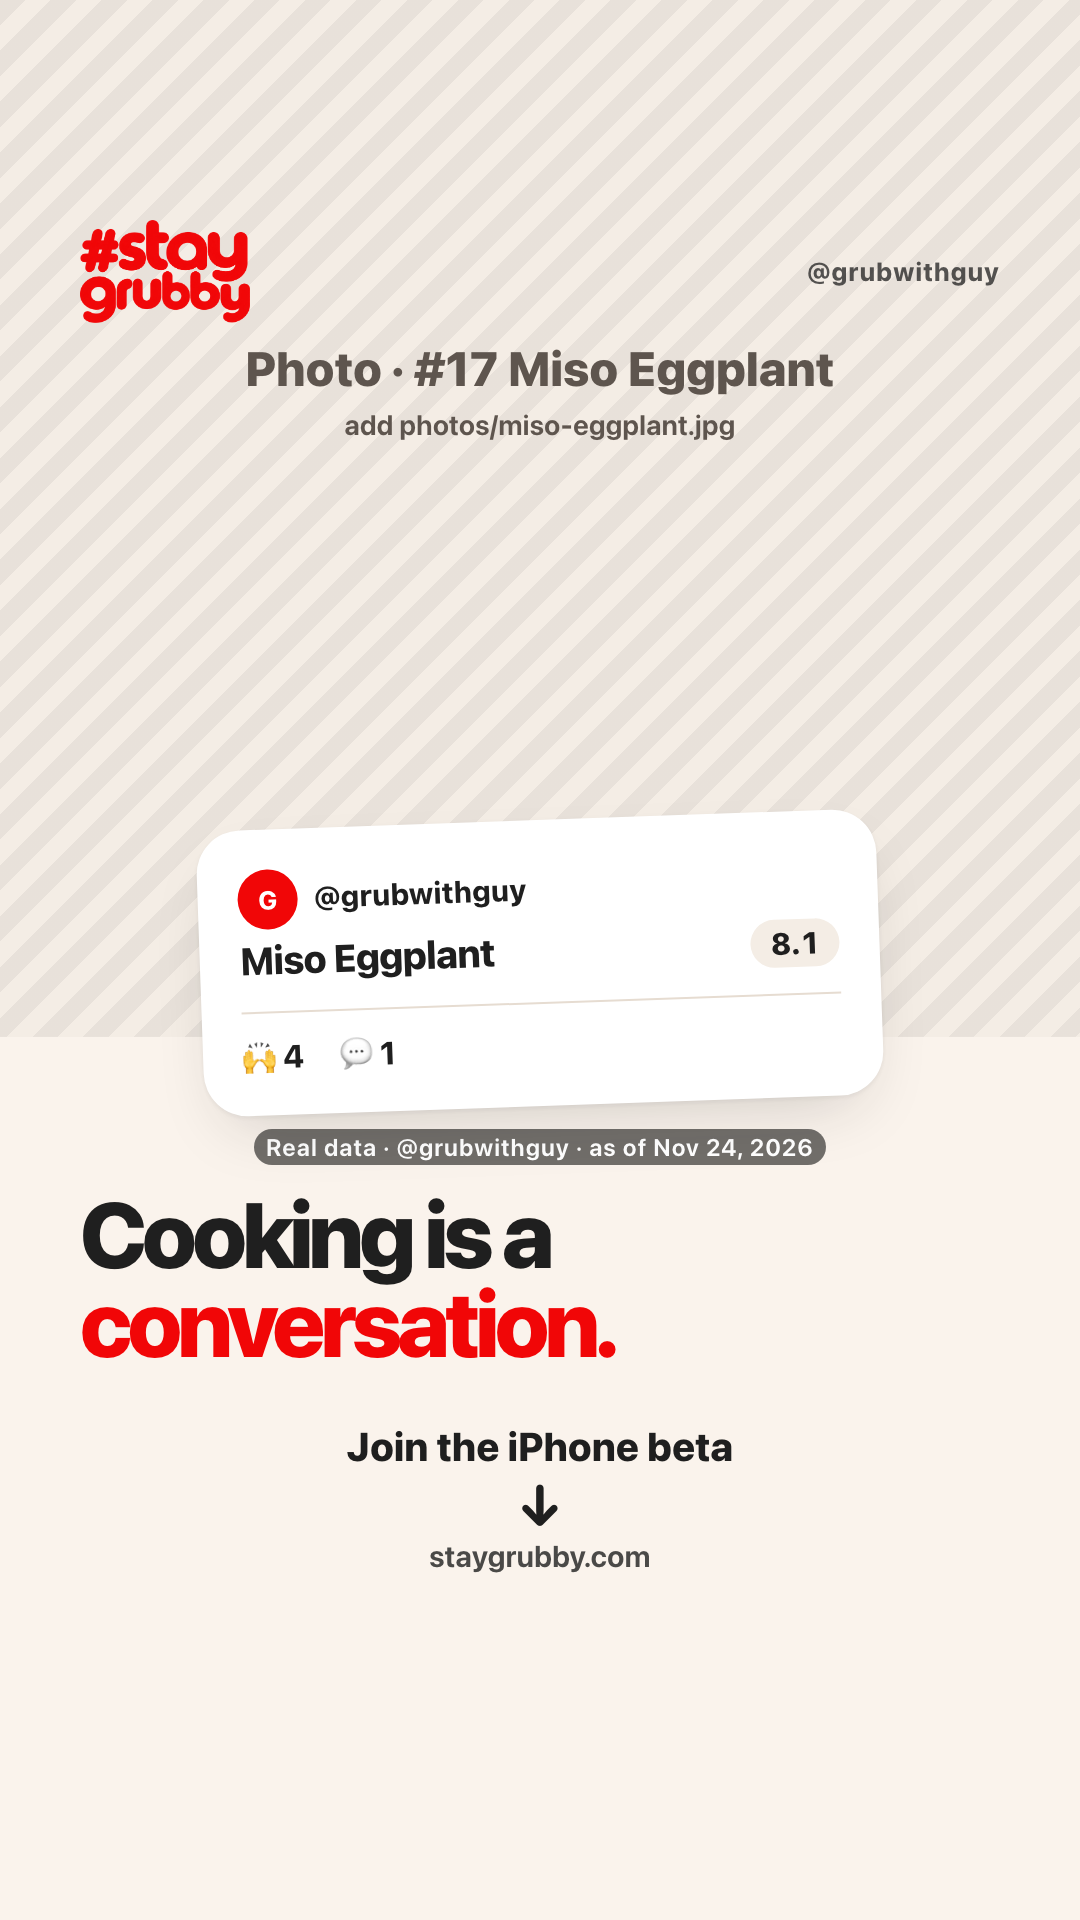 #stay
grubby
@grubwithguy
Photo · #17 Miso Eggplant
add photos/miso-eggplant.jpg
G @grubwithguy
Miso Eggplant 8.1
🙌 4 💬 1
Real data · @grubwithguy · as of Nov 24, 2026
Cooking is a
conversation.
Join the iPhone beta
↓
staygrubby.com